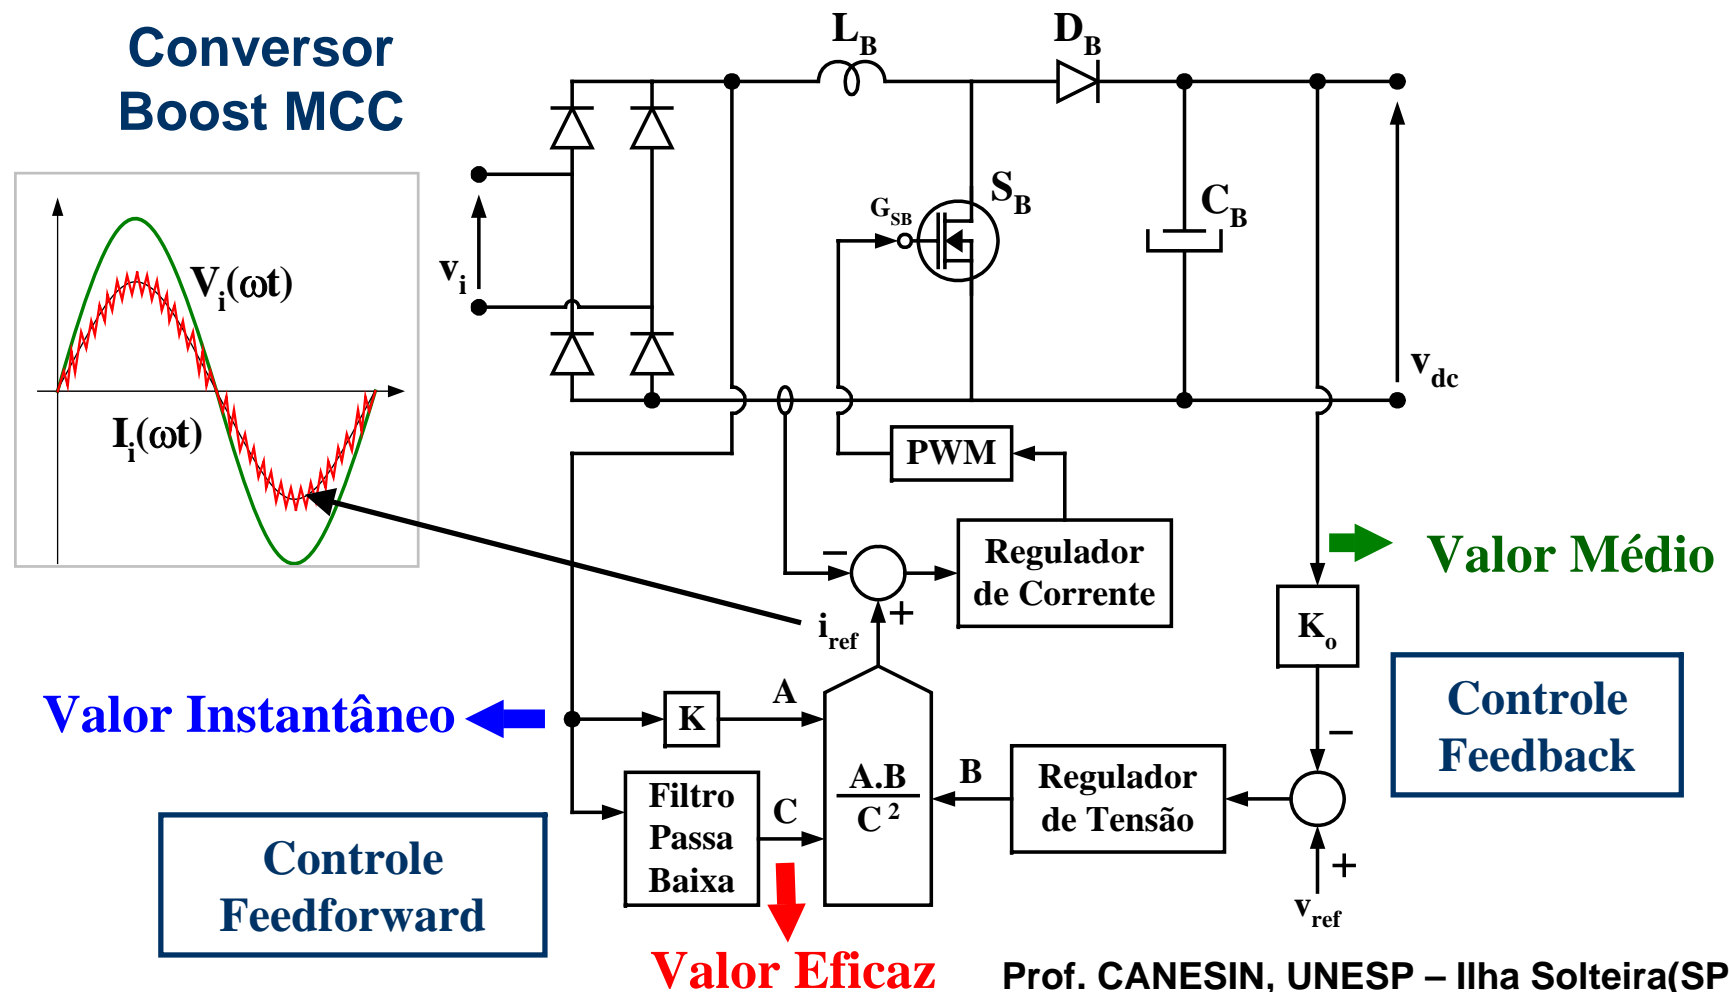 Conversor
Boost MCC
L_B
D_B
S_B
G_SB
C_B
v_i
v_dc
V_i(ωt)
I_i(ωt)
PWM
Regulador
de Corrente
−
+
i_ref
Valor Médio
K_o
Controle
Feedback
Valor Instantâneo
K
A
A.B
C²
B
Regulador
de Tensão
−
+
v_ref
Filtro
Passa
Baixa
C
Controle
Feedforward
Valor Eficaz
Prof. CANESIN, UNESP – Ilha Solteira(SP